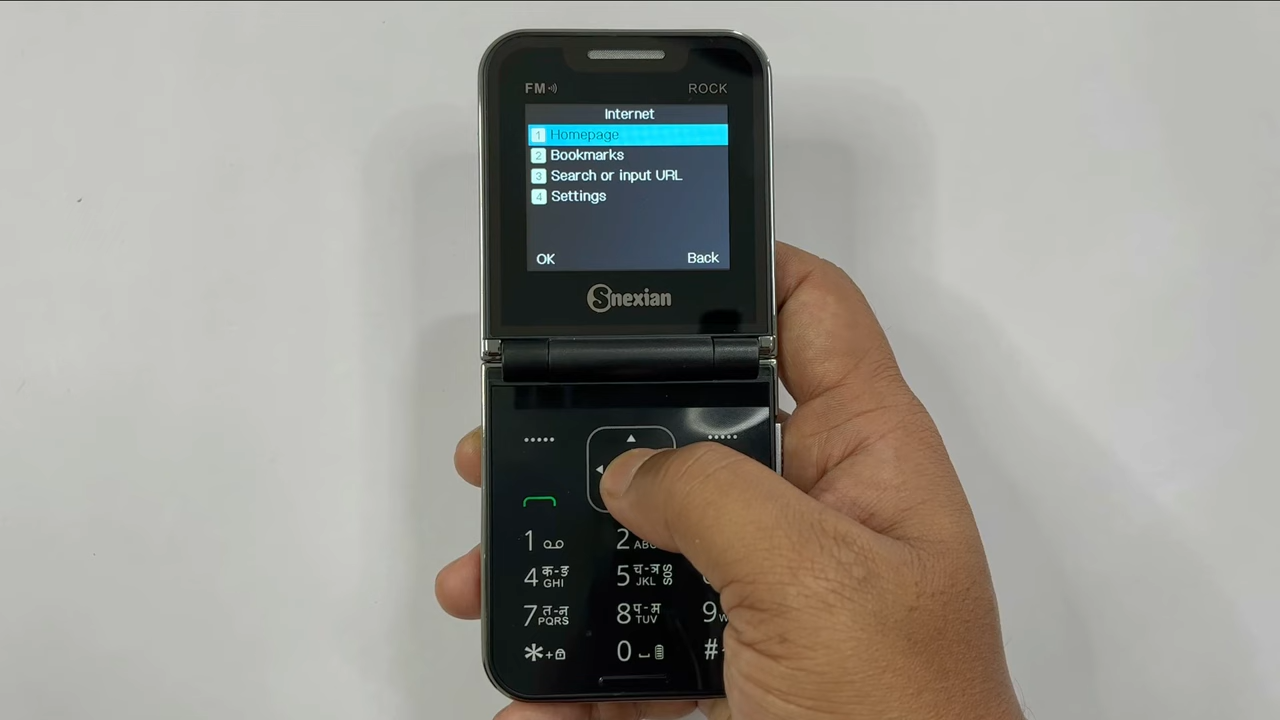 FM ROCK
Internet
1 Homepage
2 Bookmarks
3 Search or input URL
4 Settings
OK Back
Snexian
1 2 ABC
4 क-ङ GHI 5 च-ञ JKL SOS
7 त-न PQRS 8 प-म TUV 9
* + 0 #